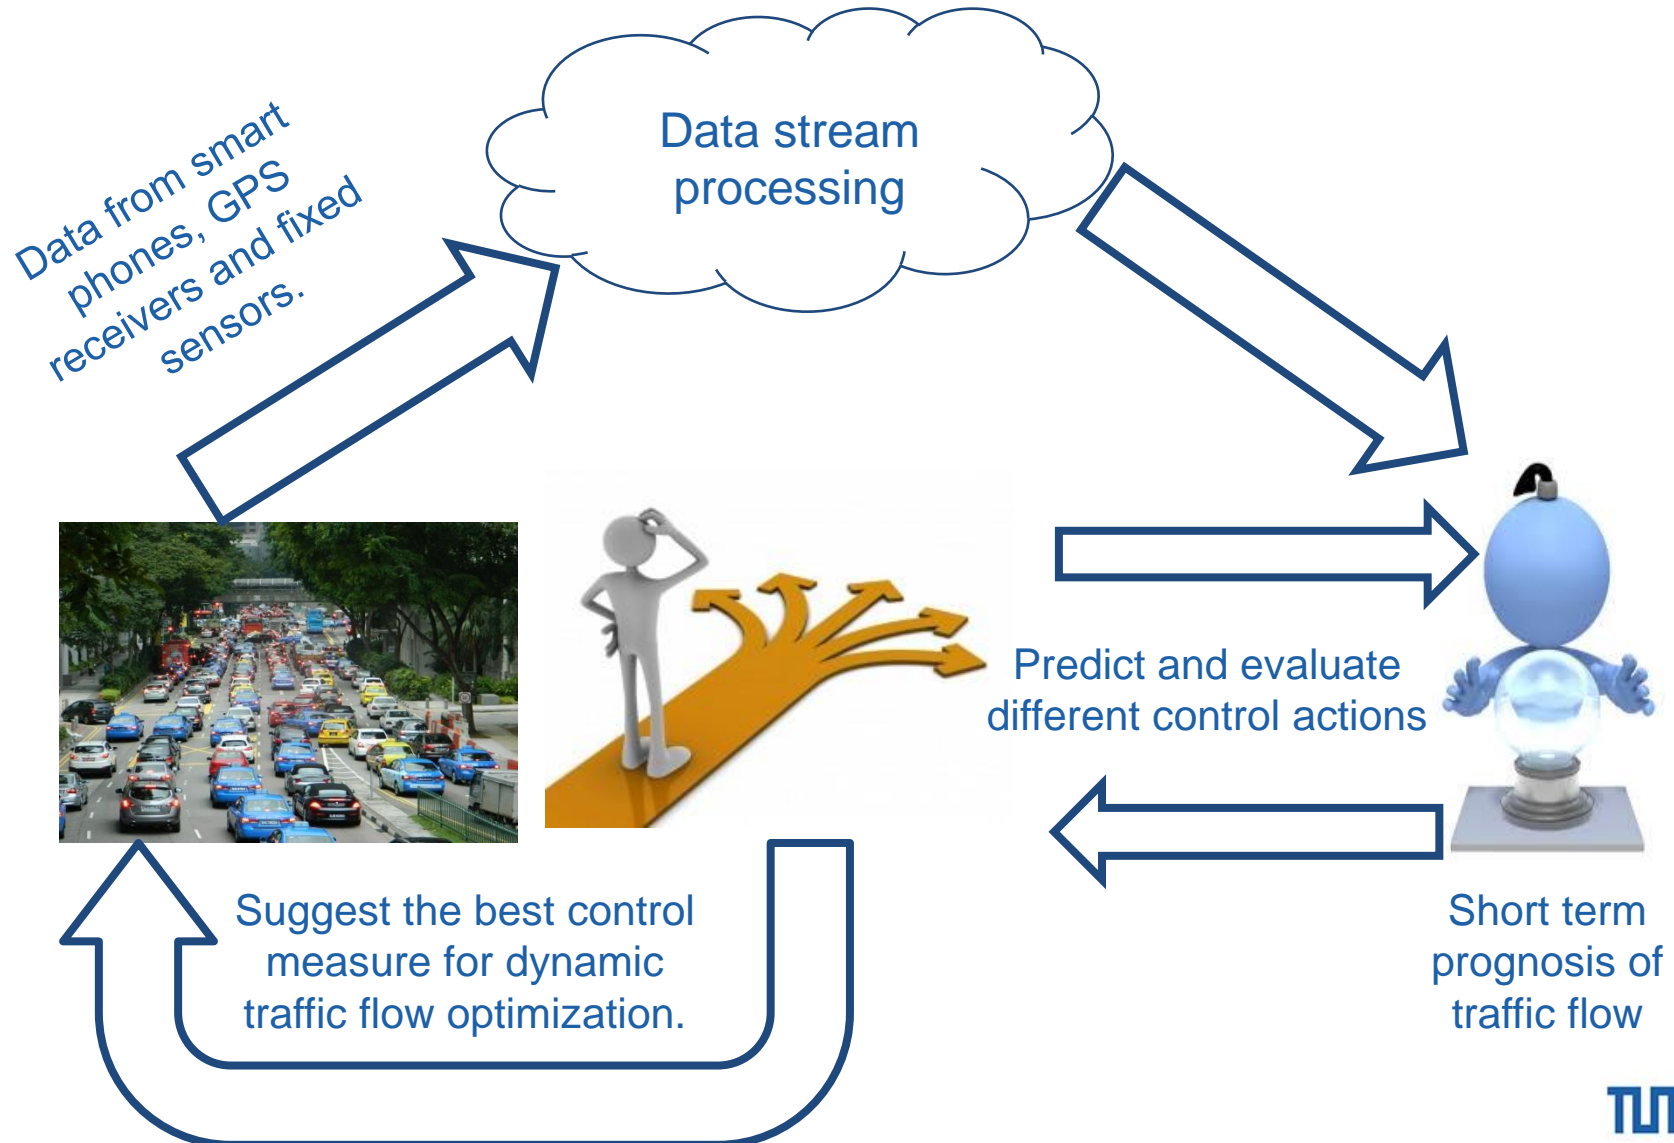 Data stream
processing
Data from smart
phones, GPS
receivers and fixed
sensors.
Predict and evaluate
different control actions
Suggest the best control
measure for dynamic
traffic flow optimization.
Short term
prognosis of
traffic flow